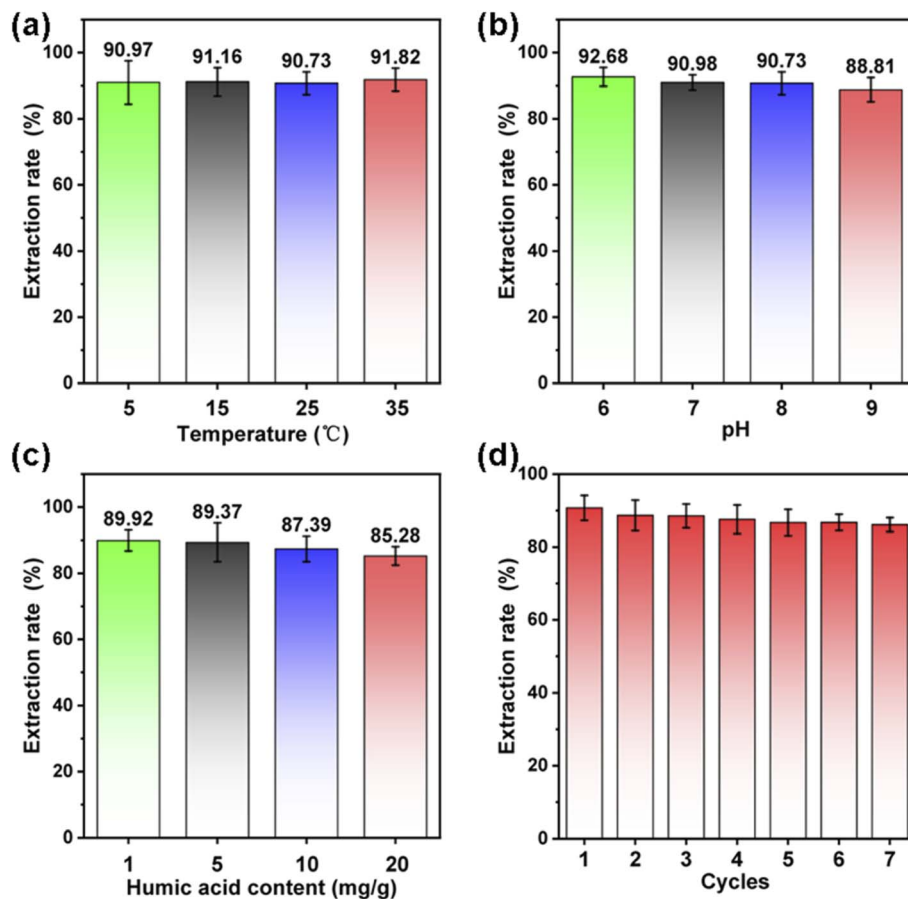 (a)
Extraction rate (%)
100
80
60
40
20
0
90.97 91.16 90.73 91.82
5 15 25 35
Temperature (℃)
(b)
Extraction rate (%)
100
80
60
40
20
0
92.68 90.98 90.73 88.81
6 7 8 9
pH
(c)
Extraction rate (%)
100
80
60
40
20
0
89.92 89.37 87.39 85.28
1 5 10 20
Humic acid content (mg/g)
(d)
Extraction rate (%)
100
80
60
40
20
0
1 2 3 4 5 6 7
Cycles